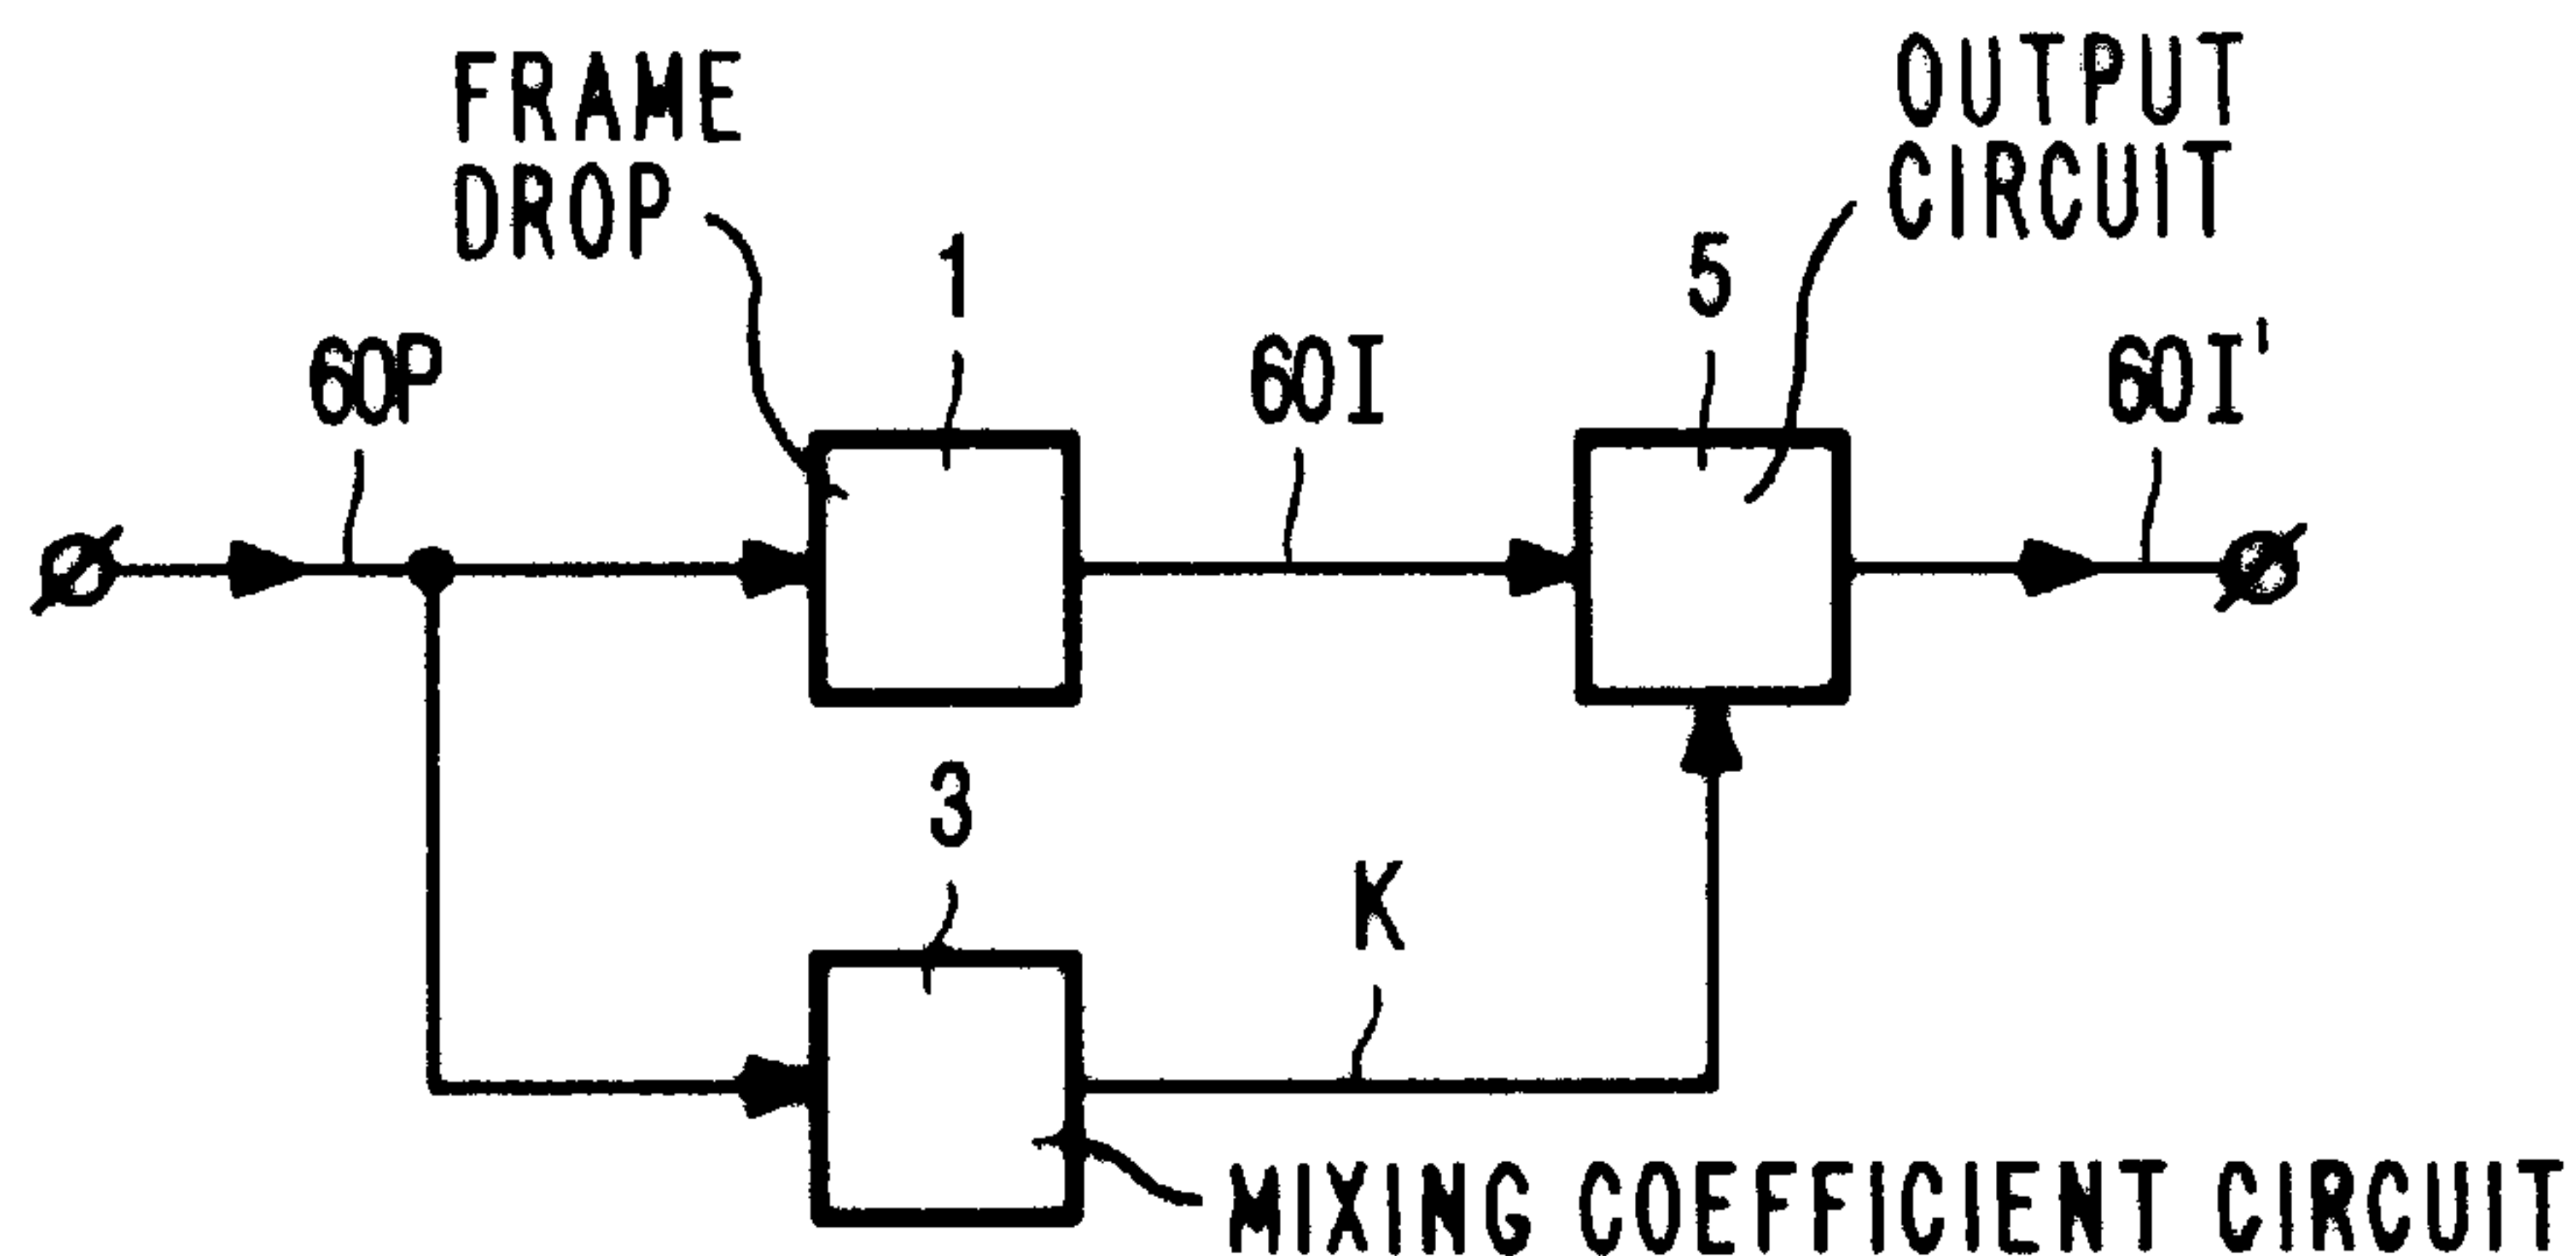 FRAME
DROP
OUTPUT
CIRCUIT
1
5
60P
60I
60I'
3
K
MIXING COEFFICIENT CIRCUIT